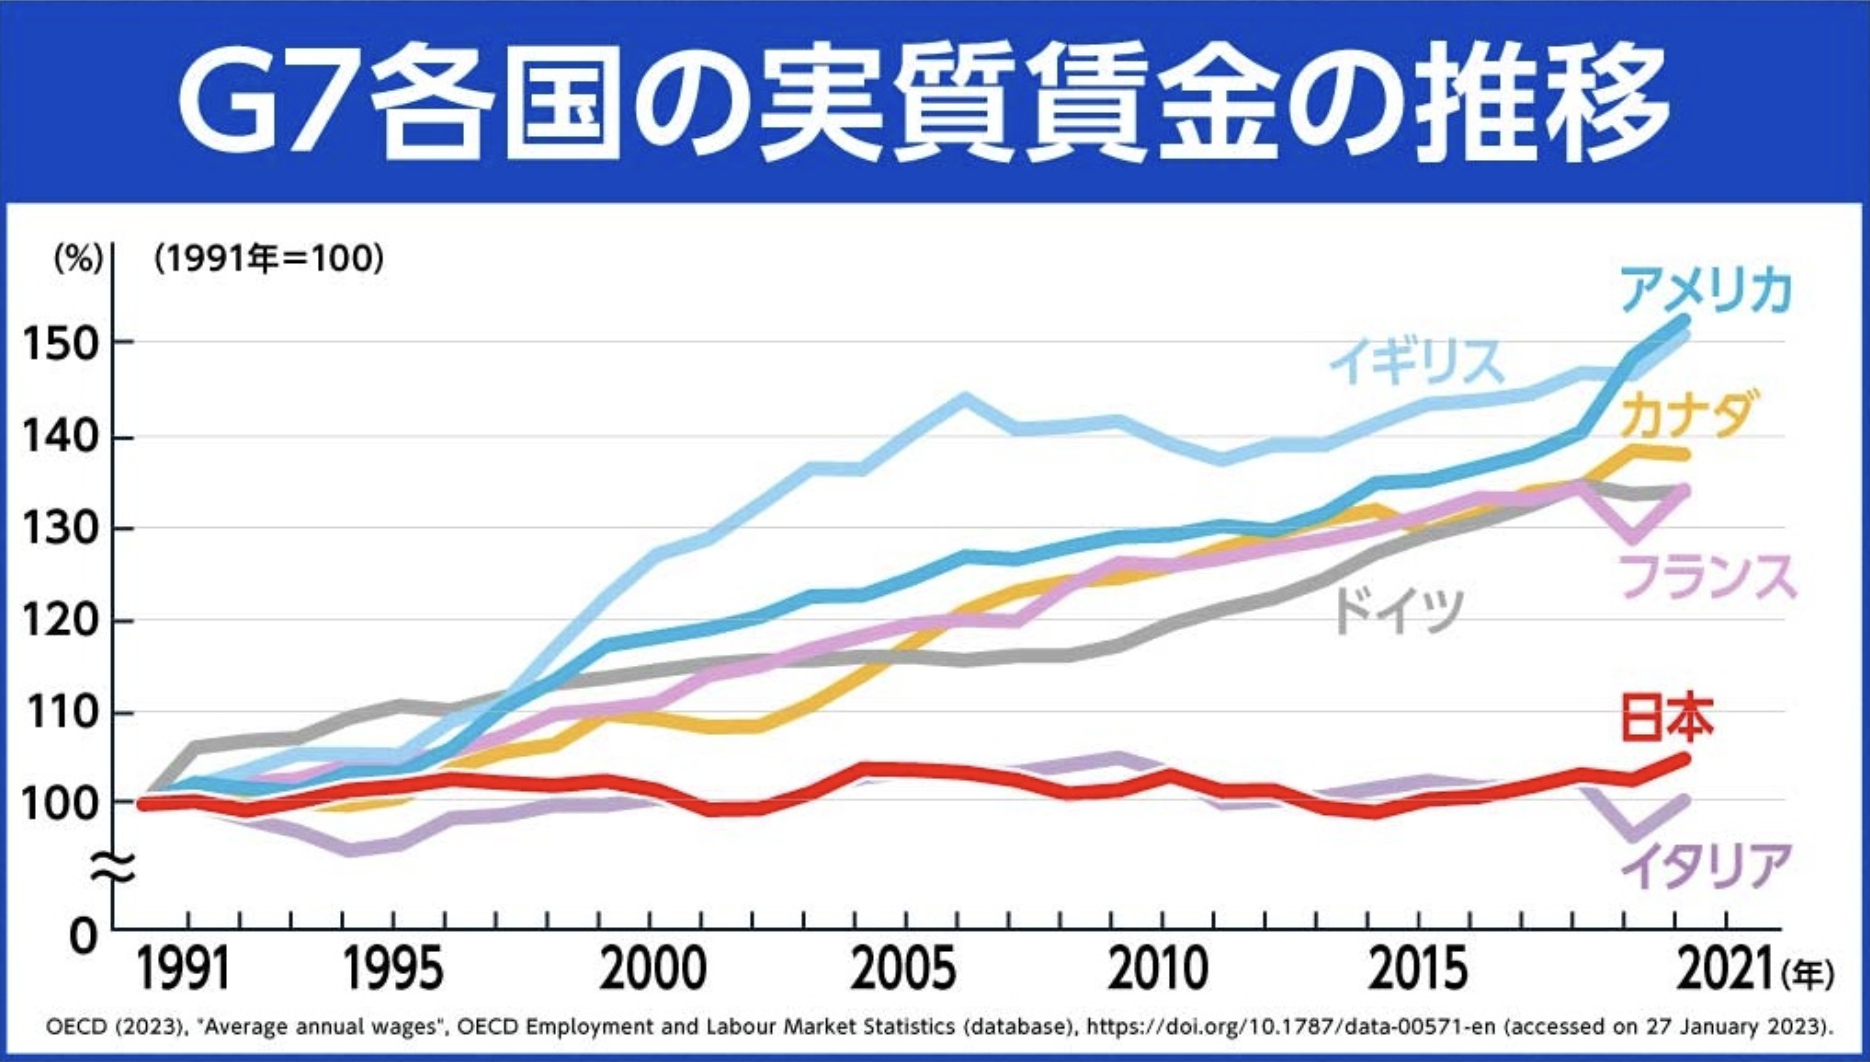 G7各国の実質賃金の推移
(%)
(1991年=100)
アメリカ
150
イギリス
カナダ
140
130
フランス
ドイツ
120
110
日本
100
イタリア
0
1991 1995 2000 2005 2010 2015 2021(年)
OECD (2023), "Average annual wages", OECD Employment and Labour Market Statistics (database), https://doi.org/10.1787/data-00571-en (accessed on 27 January 2023).